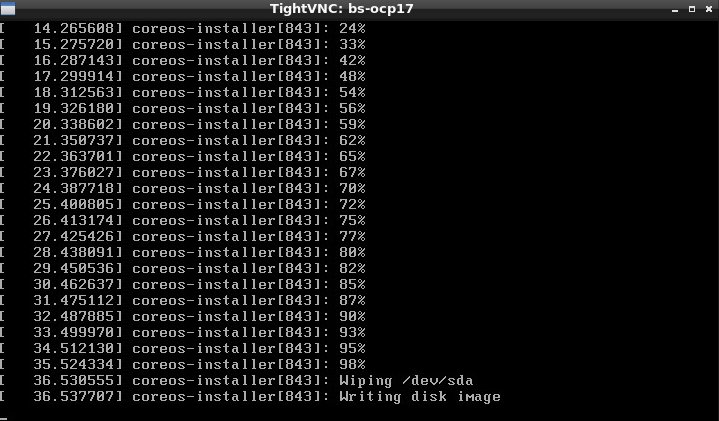 TightVNC: bs-ocp17
[   14.265608] coreos-installer[843]: 24%
[   15.275720] coreos-installer[843]: 33%
[   16.287143] coreos-installer[843]: 42%
[   17.299914] coreos-installer[843]: 48%
[   18.312563] coreos-installer[843]: 54%
[   19.326180] coreos-installer[843]: 56%
[   20.338602] coreos-installer[843]: 59%
[   21.350737] coreos-installer[843]: 62%
[   22.363701] coreos-installer[843]: 65%
[   23.376027] coreos-installer[843]: 67%
[   24.387718] coreos-installer[843]: 70%
[   25.400805] coreos-installer[843]: 72%
[   26.413174] coreos-installer[843]: 75%
[   27.425426] coreos-installer[843]: 77%
[   28.438091] coreos-installer[843]: 80%
[   29.450536] coreos-installer[843]: 82%
[   30.462637] coreos-installer[843]: 85%
[   31.475112] coreos-installer[843]: 87%
[   32.487885] coreos-installer[843]: 90%
[   33.499970] coreos-installer[843]: 93%
[   34.512130] coreos-installer[843]: 95%
[   35.524334] coreos-installer[843]: 98%
[   36.530555] coreos-installer[843]: Wiping /dev/sda
[   36.537707] coreos-installer[843]: Writing disk image